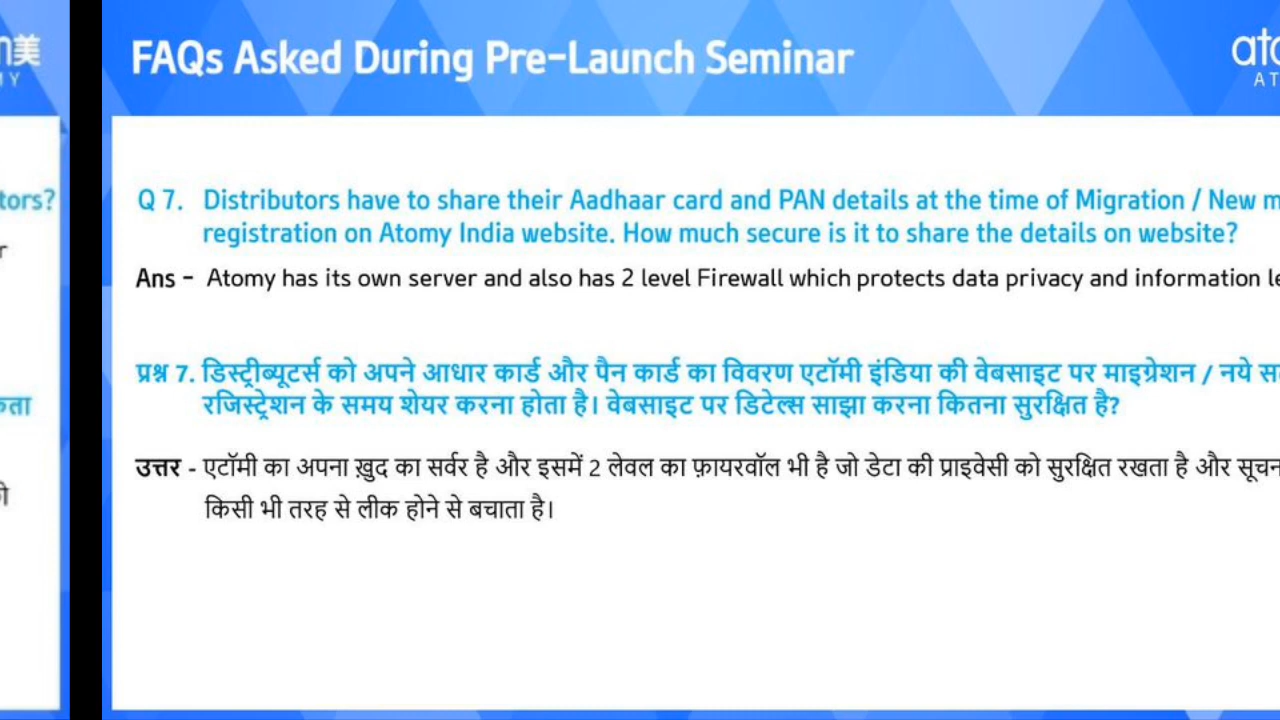 美
FAQs Asked During Pre-Launch Seminar
tors?
Q 7. Distributors have to share their Aadhaar card and PAN details at the time of Migration / New
registration on Atomy India website. How much secure is it to share the details on website?
Ans - Atomy has its own server and also has 2 level Firewall which protects data privacy and information
प्रश्न 7. डिस्ट्रीब्यूटर्स को अपने आधार कार्ड और पैन कार्ड का विवरण एटॉमी इंडिया की वेबसाइट पर माइग्रेशन / नये
रजिस्ट्रेशन के समय शेयर करना होता है। वेबसाइट पर डिटेल्स साझा करना कितना सुरक्षित है?
उत्तर - एटॉमी का अपना ख़ुद का सर्वर है और इसमें 2 लेवल का फ़ायरवॉल भी है जो डेटा की प्राइवेसी को सुरक्षित रखता है और
किसी भी तरह से लीक होने से बचाता है।